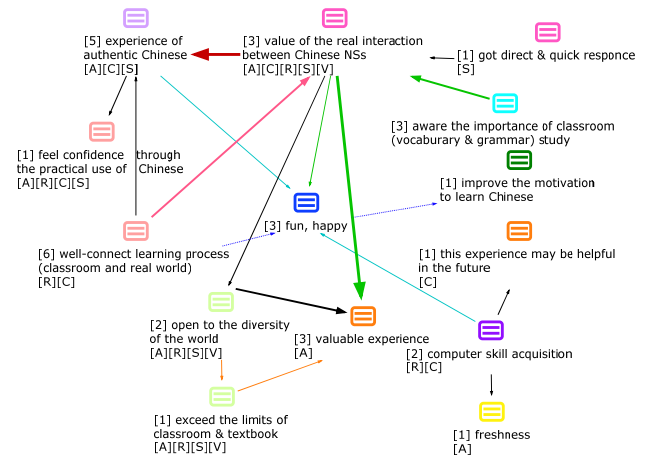 [5] experience of
authentic Chinese
[A][C][S]
[3] value of the real interaction
between Chinese NSs
[A][C][R][S][V]
[1] got direct & quick responce
[S]
[3] aware the importance of classroom
(vocaburary & grammar) study
[1] feel confidence through
the practical use of Chinese
[A][R][C][S]
[1] improve the motivation
to learn Chinese
[3] fun, happy
[6] well-connect learning process
(classroom and real world)
[R][C]
[1] this experience may be helpful
in the future
[C]
[2] open to the diversity
of the world
[A][R][S][V]
[3] valuable experience
[A]
[2] computer skill acquisition
[R][C]
[1] exceed the limits of
classroom & textbook
[A][R][S][V]
[1] freshness
[A]